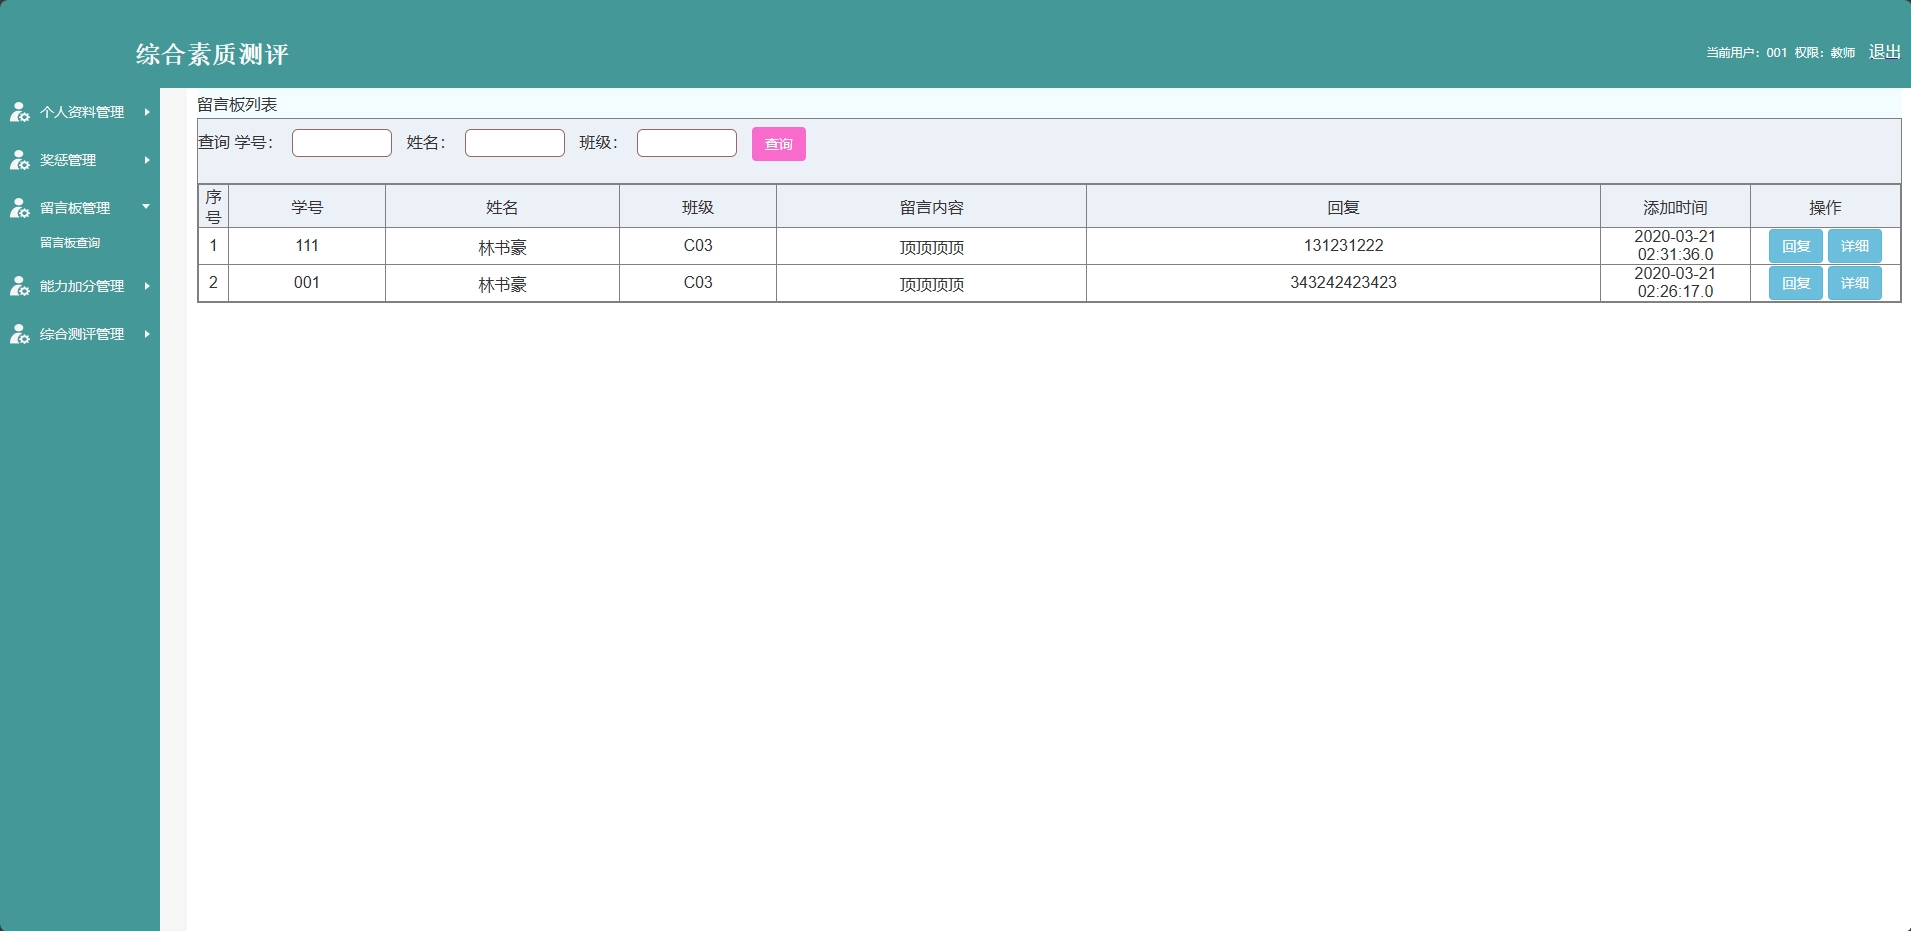 综合素质测评
当前用户：001 权限：教师 退出
个人资料管理
奖惩管理
留言板管理
留言板查询
能力加分管理
综合测评管理
留言板列表
查询 学号： 姓名： 班级： 查询
序号 学号 姓名 班级 留言内容 回复 添加时间 操作
1 111 林书豪 C03 顶顶顶顶 131231222 2020-03-21 02:31:36.0 回复 详细
2 001 林书豪 C03 顶顶顶顶 343242423423 2020-03-21 02:26:17.0 回复 详细